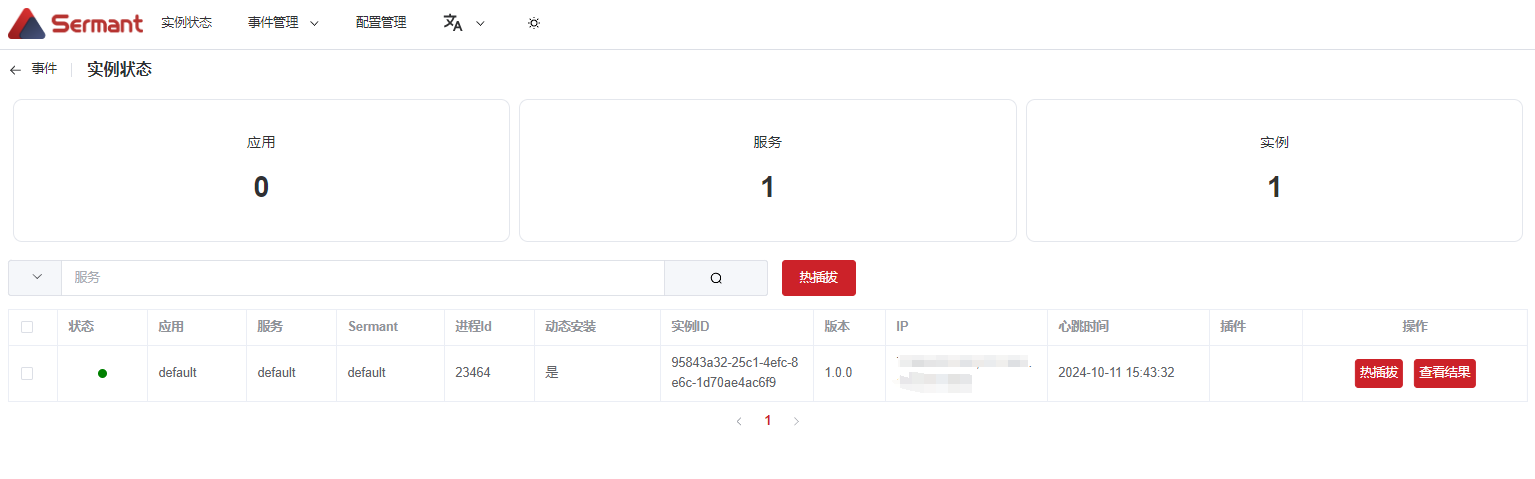 Sermant 实例状态 事件管理 配置管理
事件 实例状态
应用 服务 实例
0 1 1
服务 热插拔
状态 应用 服务 Sermant 进程Id 动态安装 实例ID 版本 IP 心跳时间 插件 操作
default default default 23464 是 95843a32-25c1-4efc-8 1.0.0 2024-10-11 15:43:32 热插拔 查看结果
e6c-1d70ae4ac6f9
1